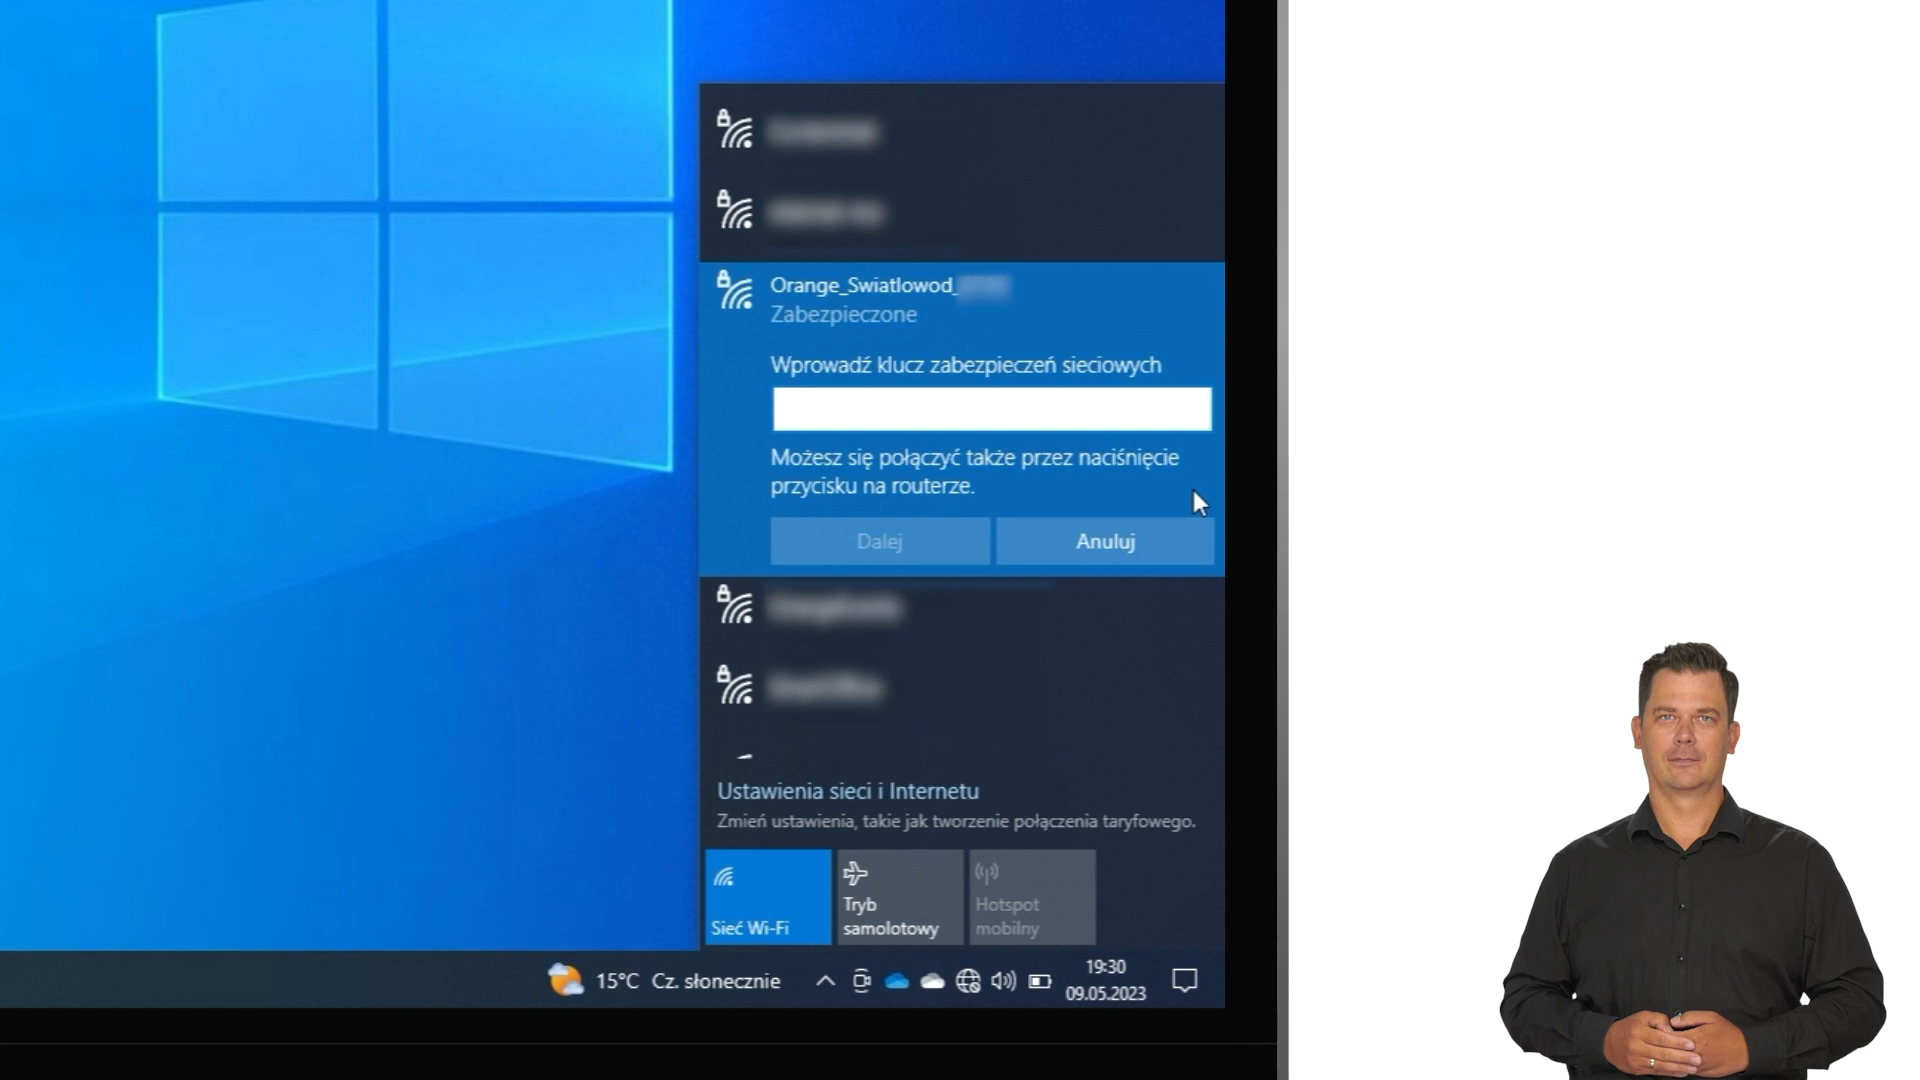 Orange_Swiatlowod_
Zabezpieczone
Wprowadź klucz zabezpieczeń sieciowych
Możesz się połączyć także przez naciśnięcie
przycisku na routerze.
Dalej
Anuluj
Ustawienia sieci i Internetu
Zmień ustawienia, takie jak tworzenie połączenia taryfowego.
Sieć Wi-Fi
Tryb
samolotowy
Hotspot
mobilny
15°C Cz. słonecznie
19:30
09.05.2023